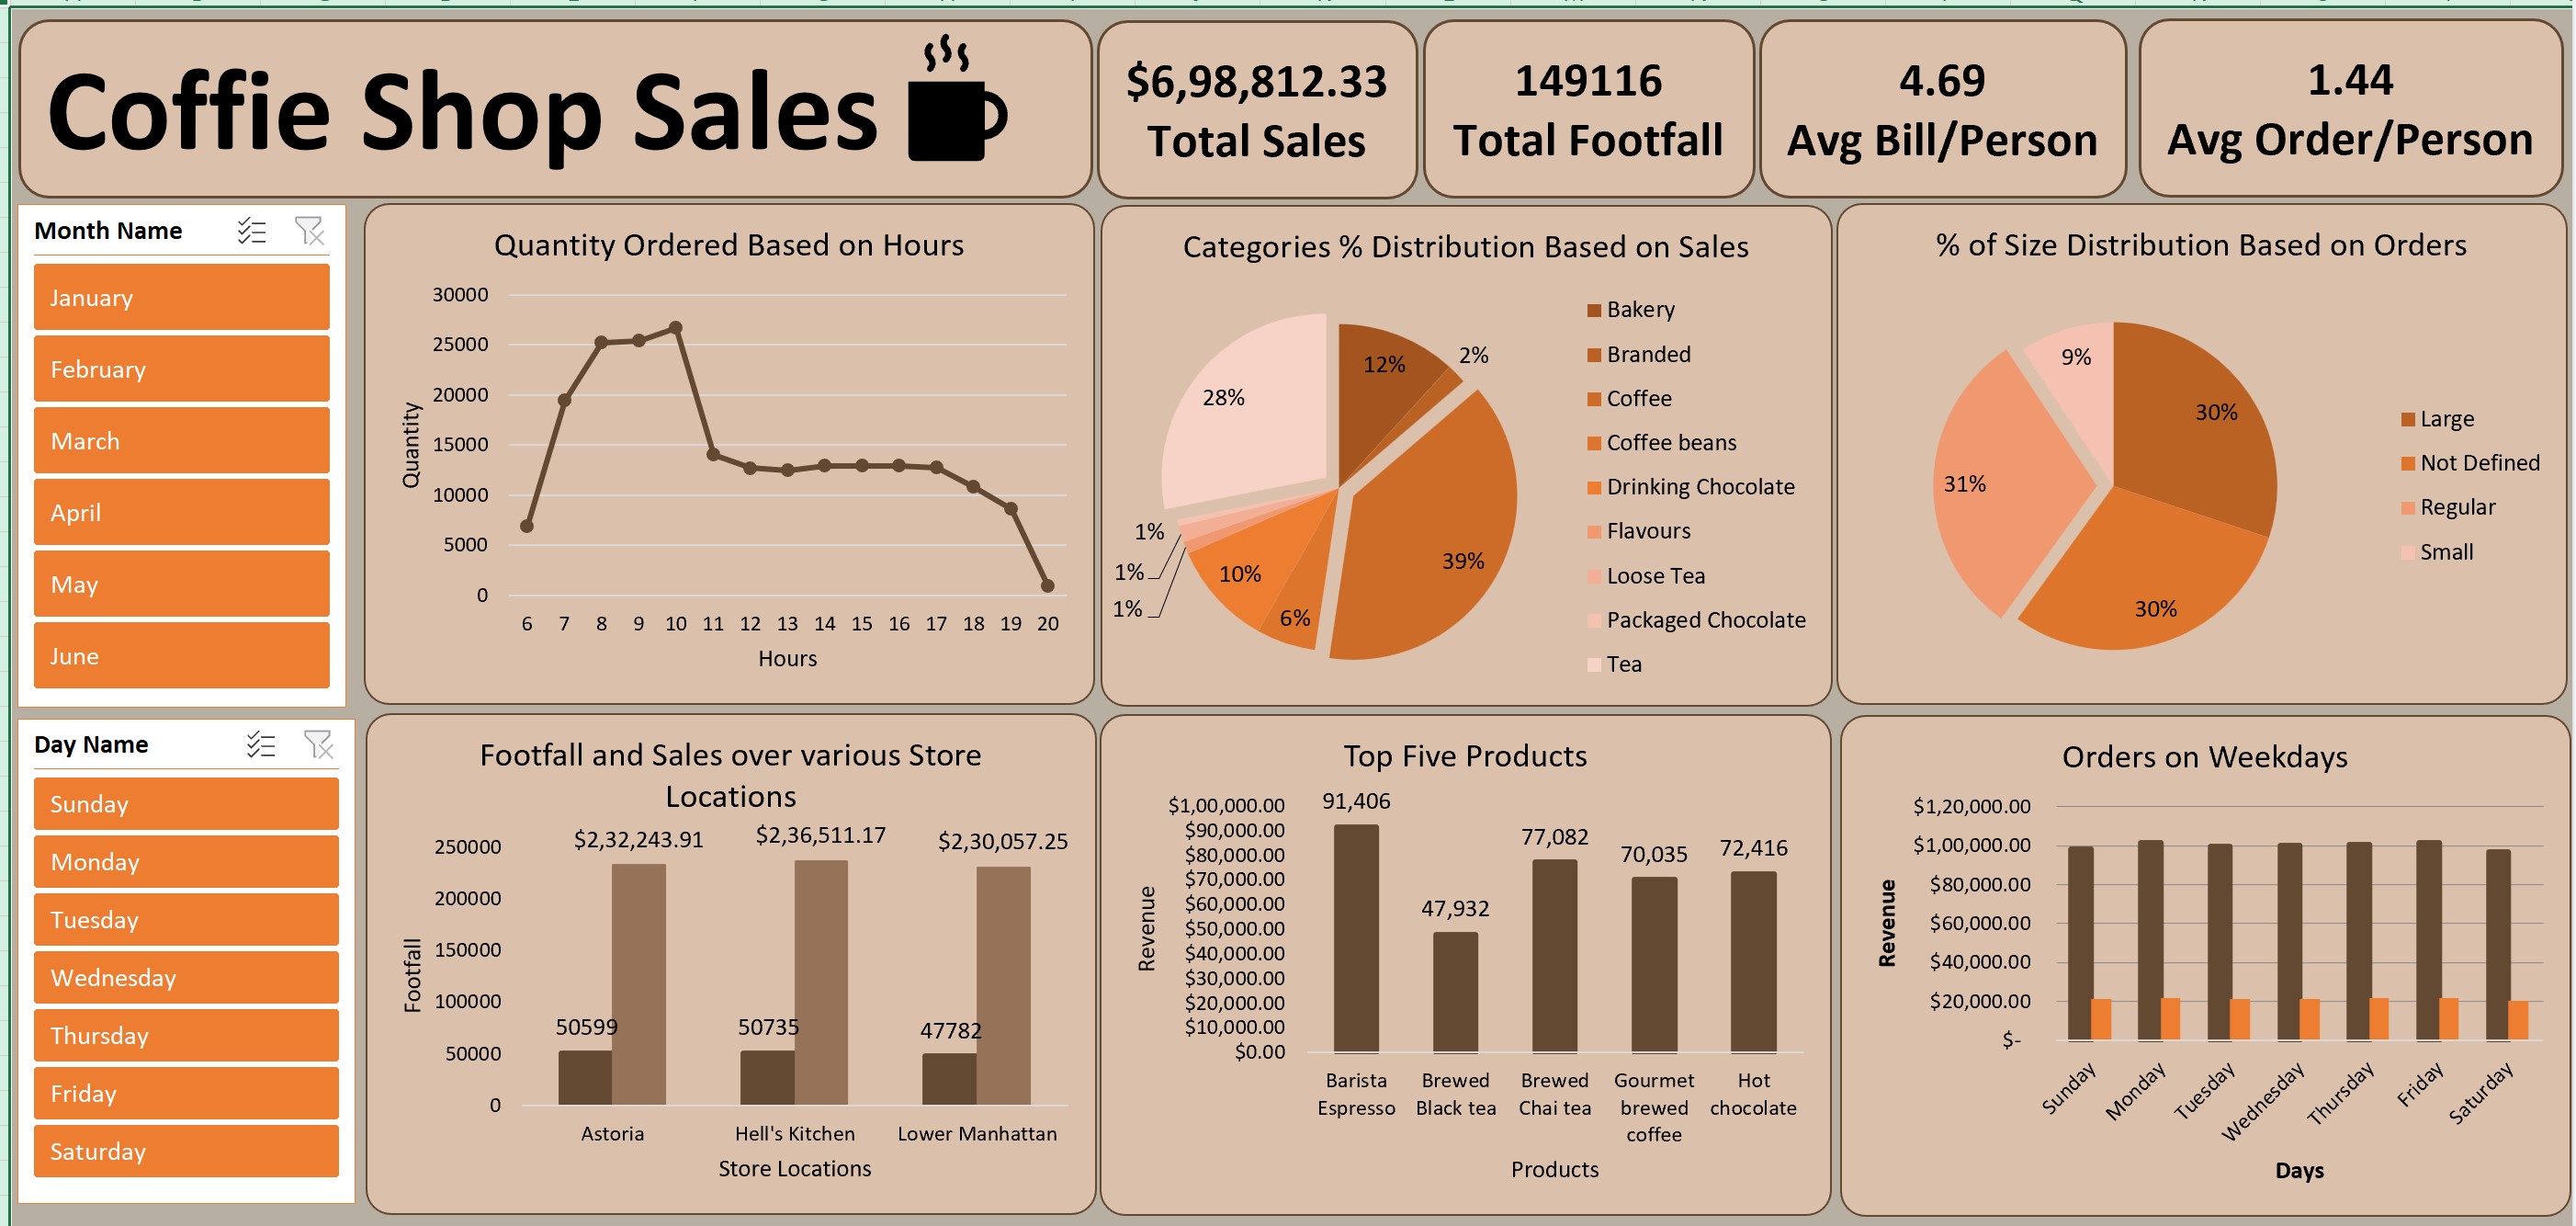 Coffie Shop Sales
$6,98,812.33
Total Sales
149116
Total Footfall
4.69
Avg Bill/Person
1.44
Avg Order/Person
Month Name
January
February
March
April
May
June
Quantity Ordered Based on Hours
30000
25000
20000
15000
10000
5000
0
Quantity
6 7 8 9 10 11 12 13 14 15 16 17 18 19 20
Hours
Categories % Distribution Based on Sales
12%
2%
28%
39%
1%
1%
1%
10%
6%
Bakery
Branded
Coffee
Coffee beans
Drinking Chocolate
Flavours
Loose Tea
Packaged Chocolate
Tea
% of Size Distribution Based on Orders
9%
30%
31%
30%
Large
Not Defined
Regular
Small
Day Name
Sunday
Monday
Tuesday
Wednesday
Thursday
Friday
Saturday
Footfall and Sales over various Store
Locations
$2,32,243.91 $2,36,511.17 $2,30,057.25
250000
200000
150000
100000
50000
0
Footfall
50599 50735 47782
Astoria Hell's Kitchen Lower Manhattan
Store Locations
Top Five Products
$1,00,000.00
$90,000.00
$80,000.00
$70,000.00
$60,000.00
$50,000.00
$40,000.00
$30,000.00
$20,000.00
$10,000.00
$0.00
Revenue
91,406
47,932
77,082
70,035
72,416
Barista
Espresso
Brewed
Black tea
Brewed
Chai tea
Gourmet
brewed
coffee
Hot
chocolate
Products
Orders on Weekdays
$1,20,000.00
$1,00,000.00
$80,000.00
$60,000.00
$40,000.00
$20,000.00
$-
Revenue
Sunday
Monday
Tuesday
Wednesday
Thursday
Friday
Saturday
Days